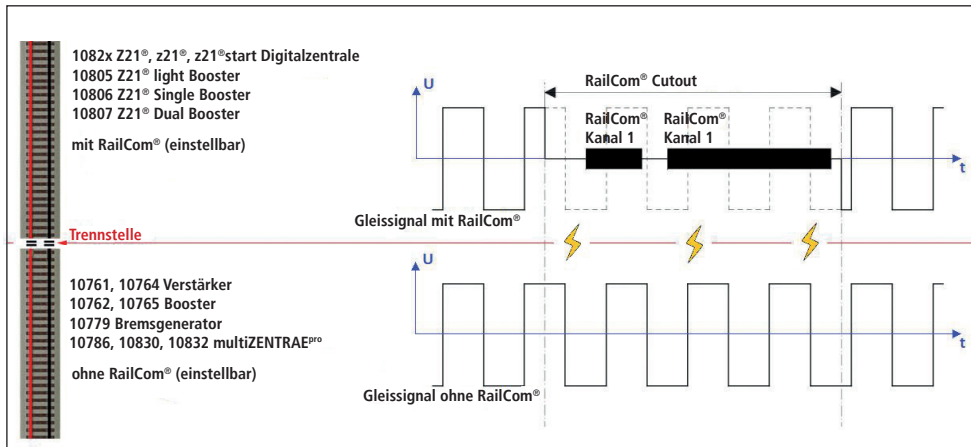 1082x Z21®, z21®, z21®start Digitalzentrale
10805 Z21® light Booster
10806 Z21® Single Booster
10807 Z21® Dual Booster
mit RailCom® (einstellbar)
RailCom® Cutout
U
RailCom® RailCom®
Kanal 1 Kanal 1
t
Gleissignal mit RailCom®
Trennstelle
10761, 10764 Verstärker
10762, 10765 Booster
10779 Bremsgenerator
10786, 10830, 10832 multiZENTRAEpro
ohne RailCom® (einstellbar)
U
t
Gleissignal ohne RailCom®